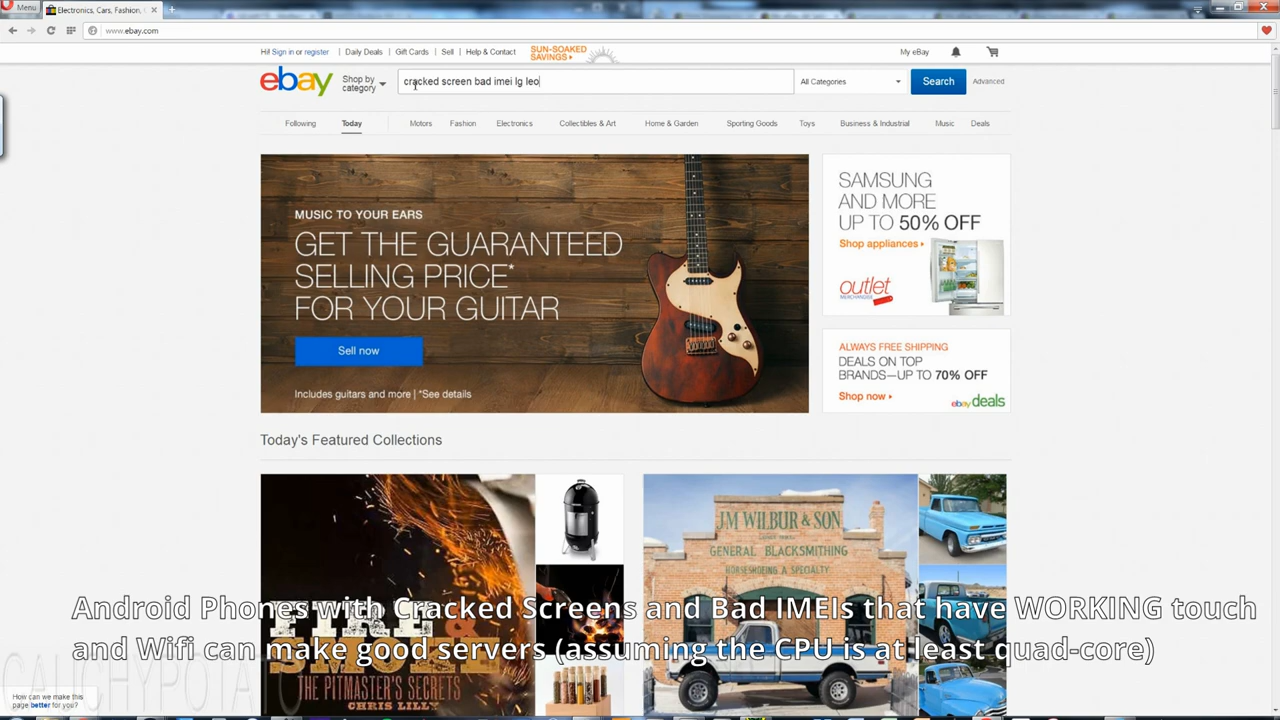 Menu
Electronics, Cars, Fashion,
www.ebay.com
Hi! Sign in or register
Daily Deals
Gift Cards
Sell
Help & Contact
SUN-SOAKED
SAVINGS
My eBay
ebay
Shop by
category
cracked screen bad imei lg leo
All Categories
Search
Advanced
Following
Today
Motors
Fashion
Electronics
Collectibles & Art
Home & Garden
Sporting Goods
Toys
Business & Industrial
Music
Deals
MUSIC TO YOUR EARS
GET THE GUARANTEED
SELLING PRICE*
FOR YOUR GUITAR
Sell now
Includes guitars and more | *See details
SAMSUNG
AND MORE
UP TO 50% OFF
Shop appliances
outlet
ALWAYS FREE SHIPPING
DEALS ON TOP
BRANDS—UP TO 70% OFF
Shop now
ebay deals
Today's Featured Collections
J.M. WILBUR & SON
GENERAL BLACKSMITHING
HORSESHOEING A SPECIALTY
Android Phones with Cracked Screens and Bad IMEIs that have WORKING touch
and Wifi can make good servers (assuming the CPU is at least quad-core)
FIRE &
SMOKE
THE PITMASTER'S SECRETS
CHRIS LILLY
How can we make this
page better for you?